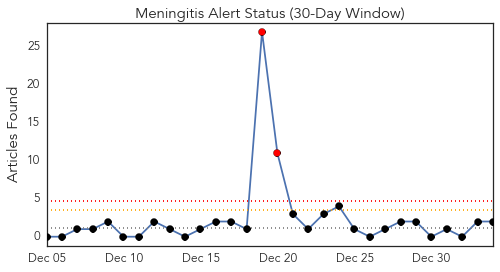 Meningitis Alert Status (30-Day Window)
Articles Found
25
20
15
10
5
0
Dec 05 Dec 10 Dec 15 Dec 20 Dec 25 Dec 30